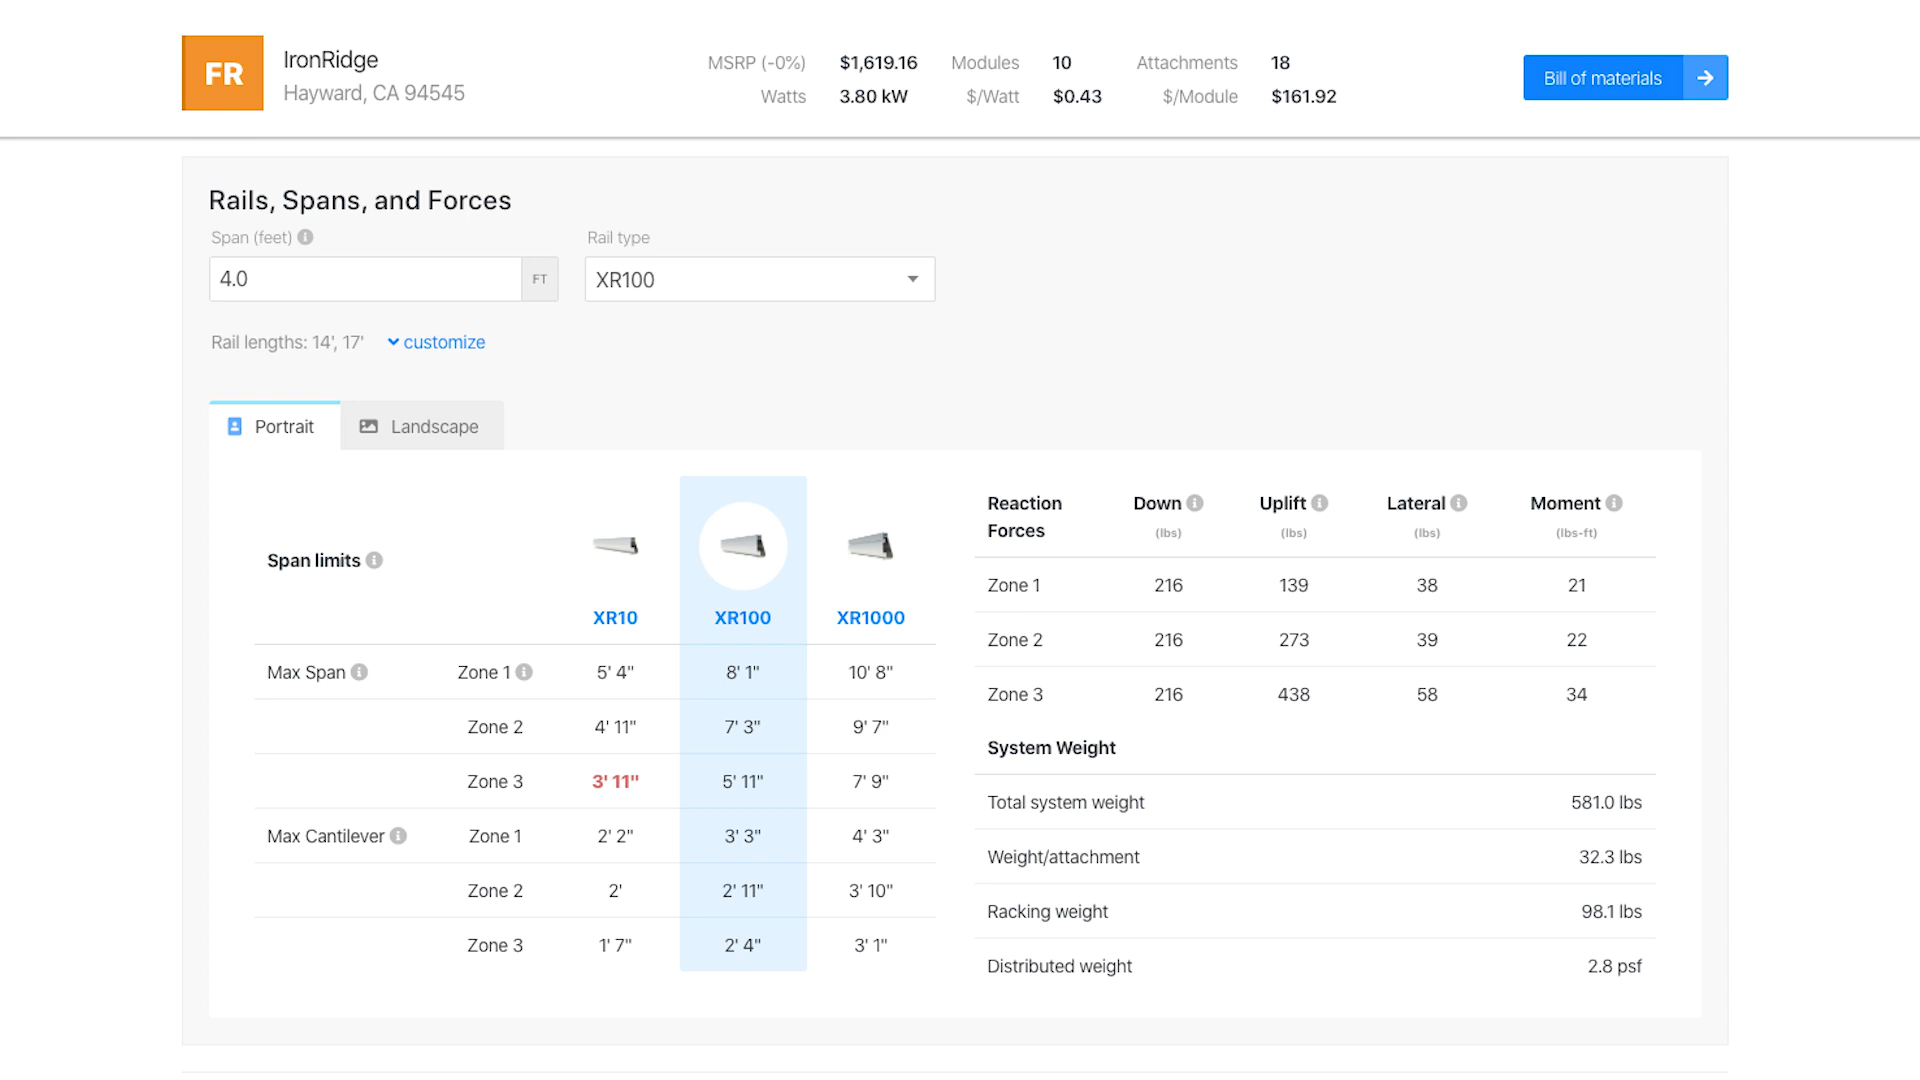 FR
IronRidge
Hayward, CA 94545
MSRP (-0%) $1,619.16 Modules 10 Attachments 18
Watts 3.80 kW $/Watt $0.43 $/Module $161.92
Bill of materials
Rails, Spans, and Forces
Span (feet) Rail type
4.0 FT XR100
Rail lengths: 14', 17' customize
Portrait Landscape
Span limits
XR10 XR100 XR1000
Max Span Zone 1 5' 4" 8' 1" 10' 8"
Zone 2 4' 11" 7' 3" 9' 7"
Zone 3 3' 11" 5' 11" 7' 9"
Max Cantilever Zone 1 2' 2" 3' 3" 4' 3"
Zone 2 2' 2' 11" 3' 10"
Zone 3 1' 7" 2' 4" 3' 1"
Reaction Forces Down (lbs) Uplift (lbs) Lateral (lbs) Moment (lbs-ft)
Zone 1 216 139 38 21
Zone 2 216 273 39 22
Zone 3 216 438 58 34
System Weight
Total system weight 581.0 lbs
Weight/attachment 32.3 lbs
Racking weight 98.1 lbs
Distributed weight 2.8 psf